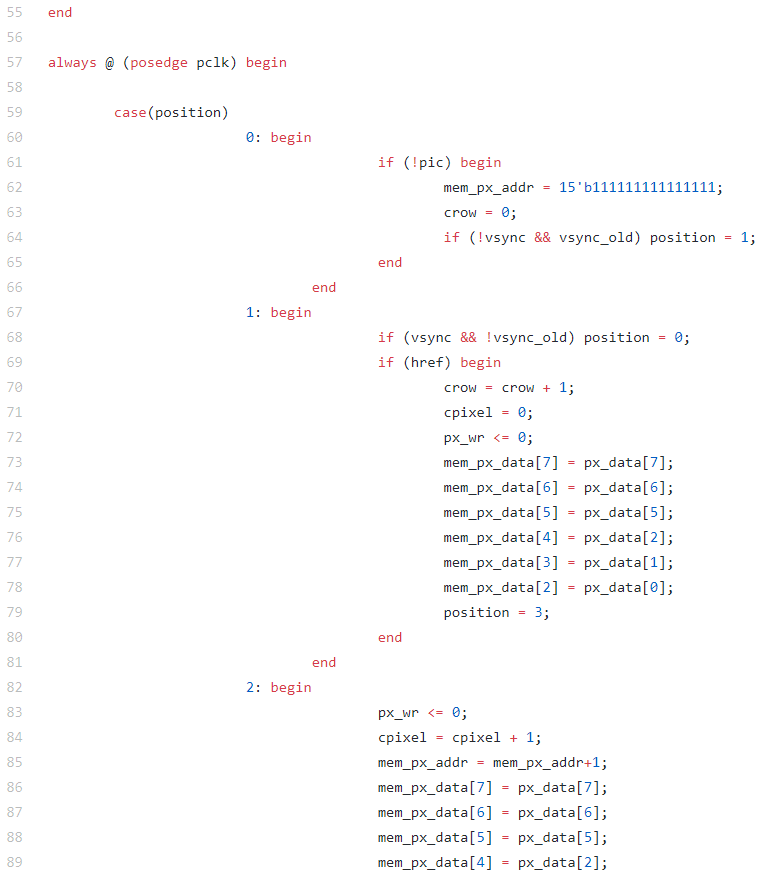 55 end
56
57 always @ (posedge pclk) begin
58
59 case(position)
60 0: begin
61 if (!pic) begin
62 mem_px_addr = 15'b111111111111111;
63 crow = 0;
64 if (!vsync && vsync_old) position = 1;
65 end
66 end
67 1: begin
68 if (vsync && !vsync_old) position = 0;
69 if (href) begin
70 crow = crow + 1;
71 cpixel = 0;
72 px_wr <= 0;
73 mem_px_data[7] = px_data[7];
74 mem_px_data[6] = px_data[6];
75 mem_px_data[5] = px_data[5];
76 mem_px_data[4] = px_data[2];
77 mem_px_data[3] = px_data[1];
78 mem_px_data[2] = px_data[0];
79 position = 3;
80 end
81 end
82 2: begin
83 px_wr <= 0;
84 cpixel = cpixel + 1;
85 mem_px_addr = mem_px_addr+1;
86 mem_px_data[7] = px_data[7];
87 mem_px_data[6] = px_data[6];
88 mem_px_data[5] = px_data[5];
89 mem_px_data[4] = px_data[2];